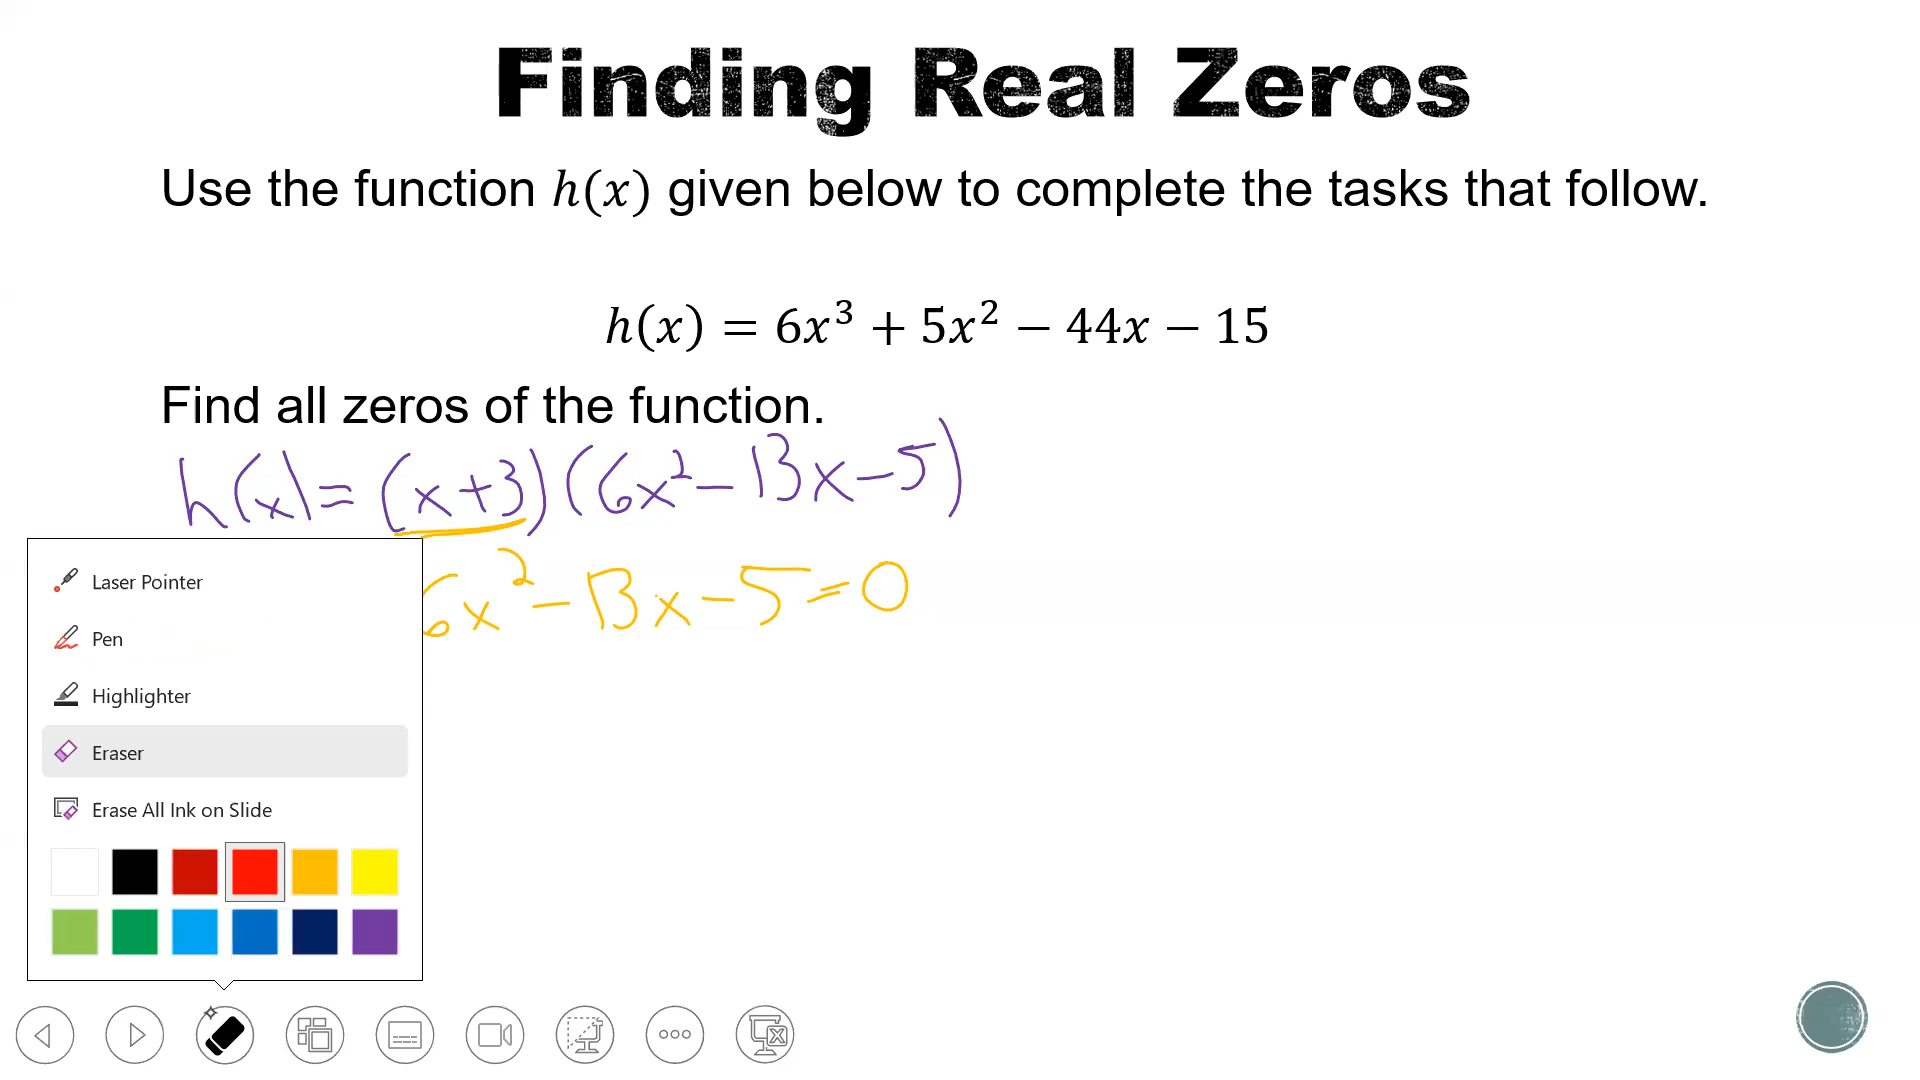 Finding Real Zeros
Use the function h(x) given below to complete the tasks that follow.
h(x) = 6x³ + 5x² − 44x − 15
Find all zeros of the function.
h(x) = (x+3)(6x²−13x−5)
6x²−13x−5=0
Laser Pointer
Pen
Highlighter
Eraser
Erase All Ink on Slide